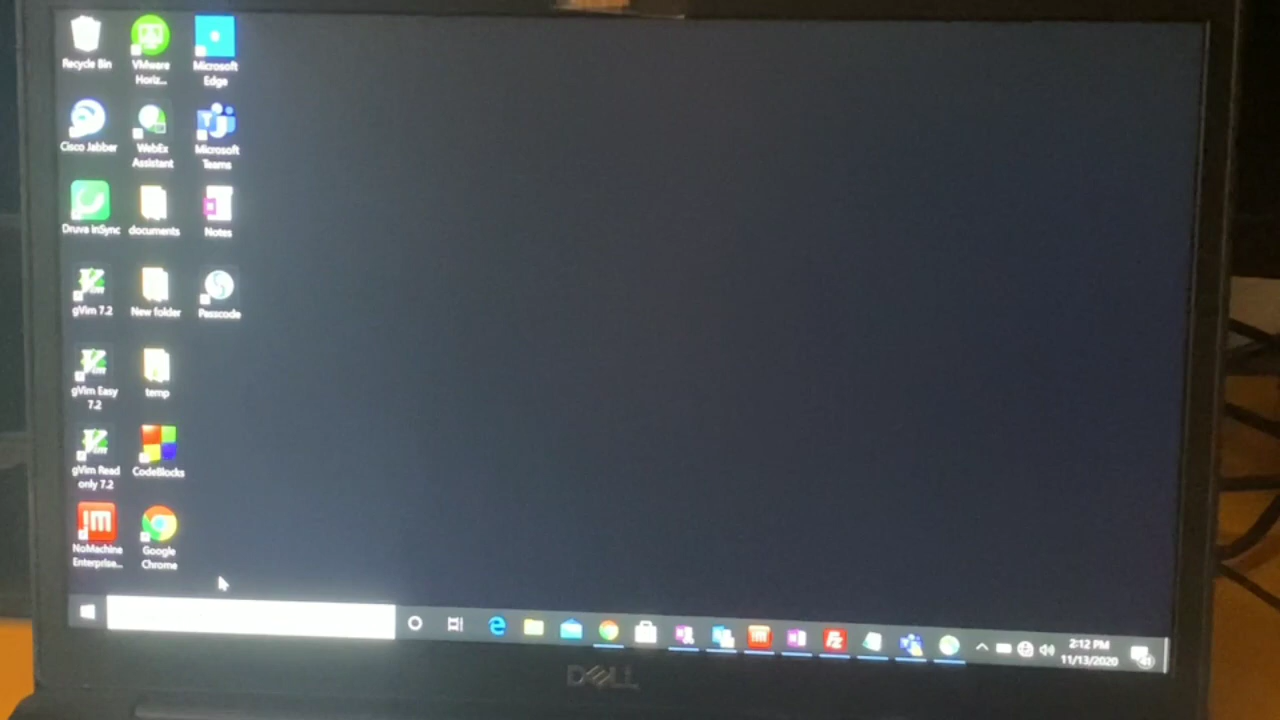 Recycle Bin
VMware
Horiz...
Microsoft
Edge
Cisco Jabber
WebEx
Assistant
Microsoft
Teams
Druva inSync
documents
Notes
gVim 7.2
New folder
Passcode
gVim Easy
7.2
temp
gVim Read
only 7.2
CodeBlocks
NoMachine
Enterprise...
Google
Chrome
2:12 PM
11/13/2020
DELL